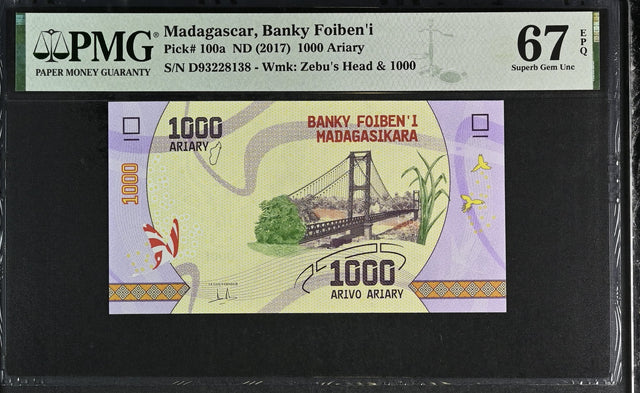 PMG®
PAPER MONEY GUARANTY
Madagascar, Banky Foiben'i
Pick# 100a ND (2017) 1000 Ariary
S/N D93228138 - Wmk: Zebu's Head & 1000
67
EPQ
Superb Gem Unc
1000
ARIARY
BANKY FOIBEN'I
MADAGASIKARA
1000
1000
ARIVO ARIARY